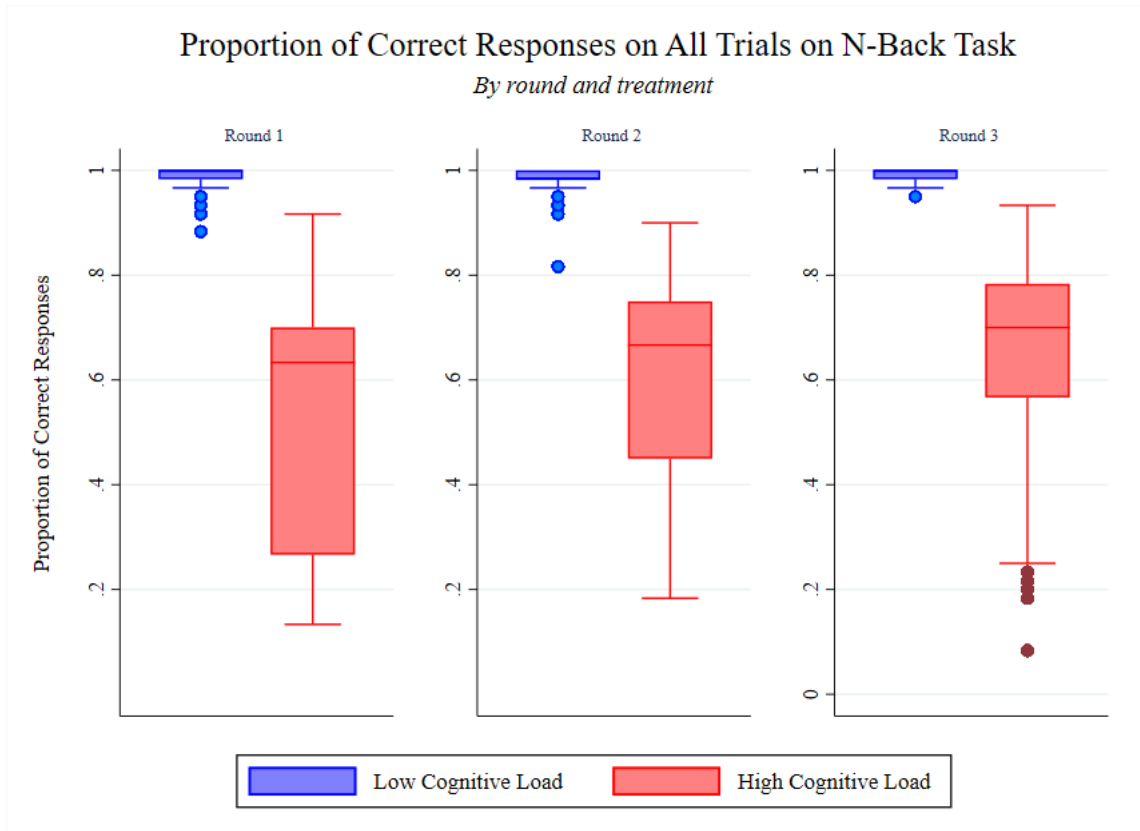 Proportion of Correct Responses on All Trials on N-Back Task
By round and treatment
Round 1
Round 2
Round 3
Proportion of Correct Responses
1
.8
.6
.4
.2
1
.8
.6
.4
.2
1
.8
.6
.4
.2
0
Low Cognitive Load
High Cognitive Load